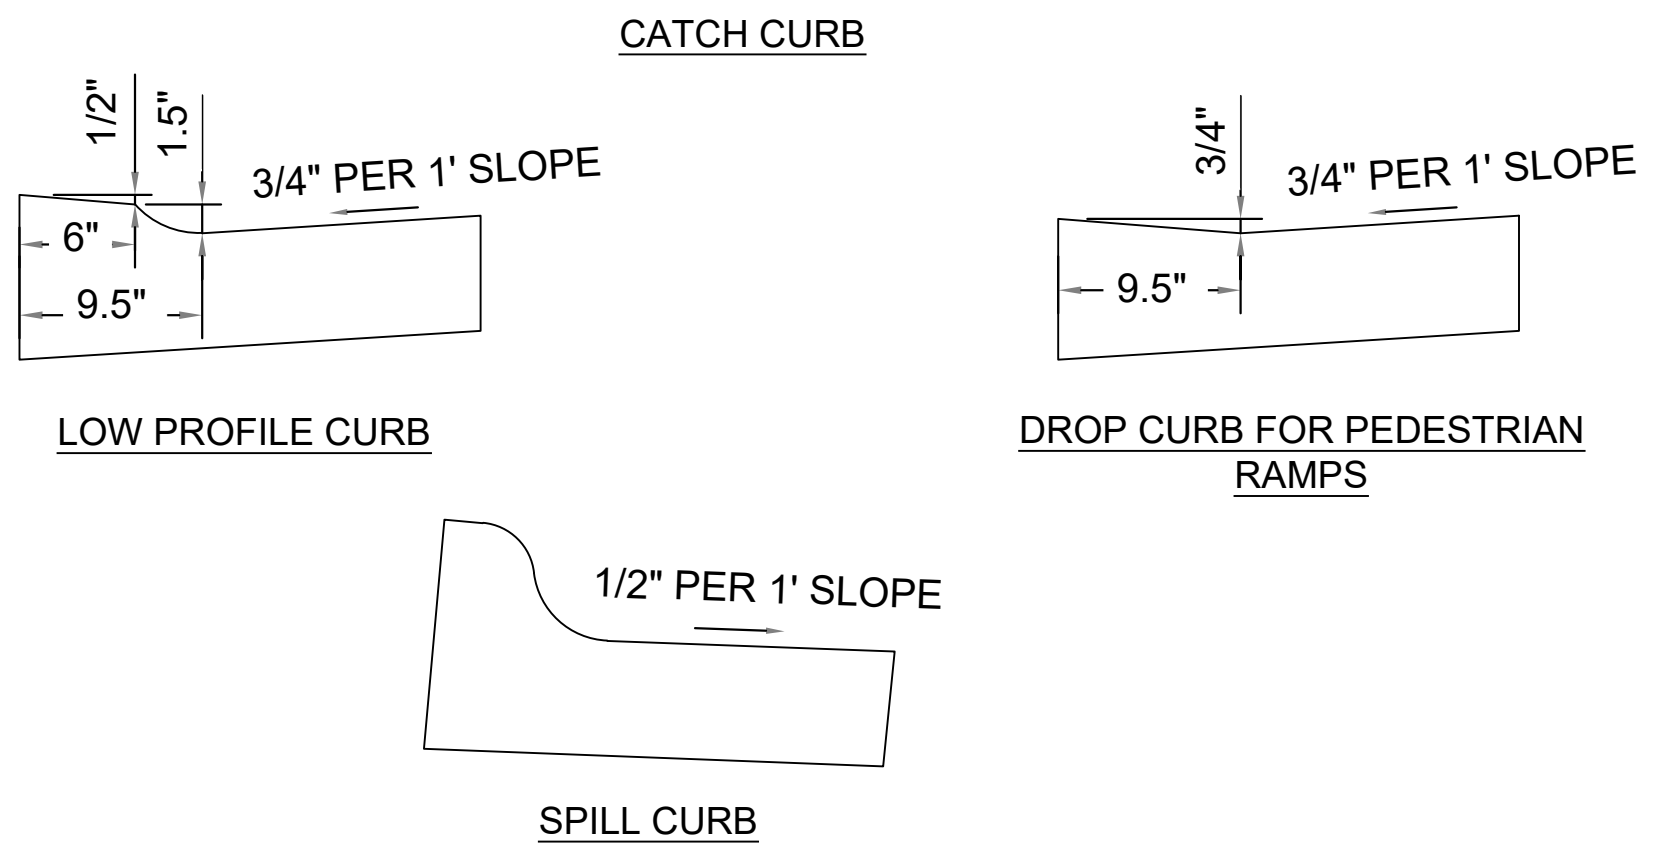 CATCH CURB
1/2"
1.5"
3/4" PER 1' SLOPE
6"
9.5"
LOW PROFILE CURB
3/4"
3/4" PER 1' SLOPE
9.5"
DROP CURB FOR PEDESTRIAN
RAMPS
1/2" PER 1' SLOPE
SPILL CURB